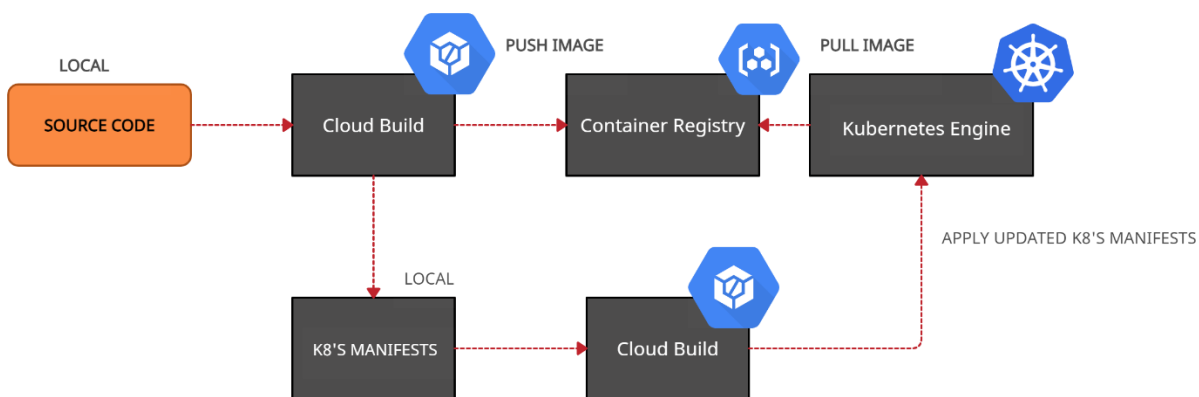 PUSH IMAGE
PULL IMAGE
LOCAL
SOURCE CODE
Cloud Build
Container Registry
Kubernetes Engine
APPLY UPDATED K8'S MANIFESTS
LOCAL
K8'S MANIFESTS
Cloud Build